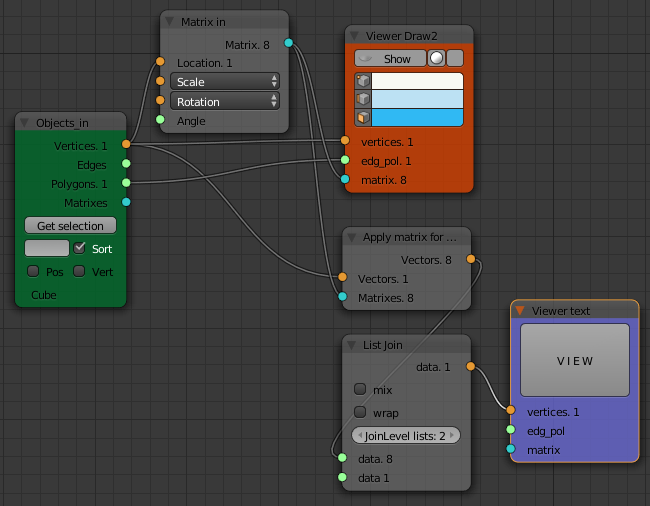 Matrix in
Matrix. 8
Location. 1
Scale
Rotation
Angle
Viewer Draw2
Show
vertices. 1
edg_pol. 1
matrix. 8
Objects_in
Vertices. 1
Edges
Polygons. 1
Matrixes
Get selection
Sort
Pos Vert
Cube
Apply matrix for ...
Vectors. 8
Vectors. 1
Matrixes. 8
List Join
data. 1
mix
wrap
JoinLevel lists: 2
data. 8
data 1
Viewer text
VIEW
vertices. 1
edg_pol
matrix